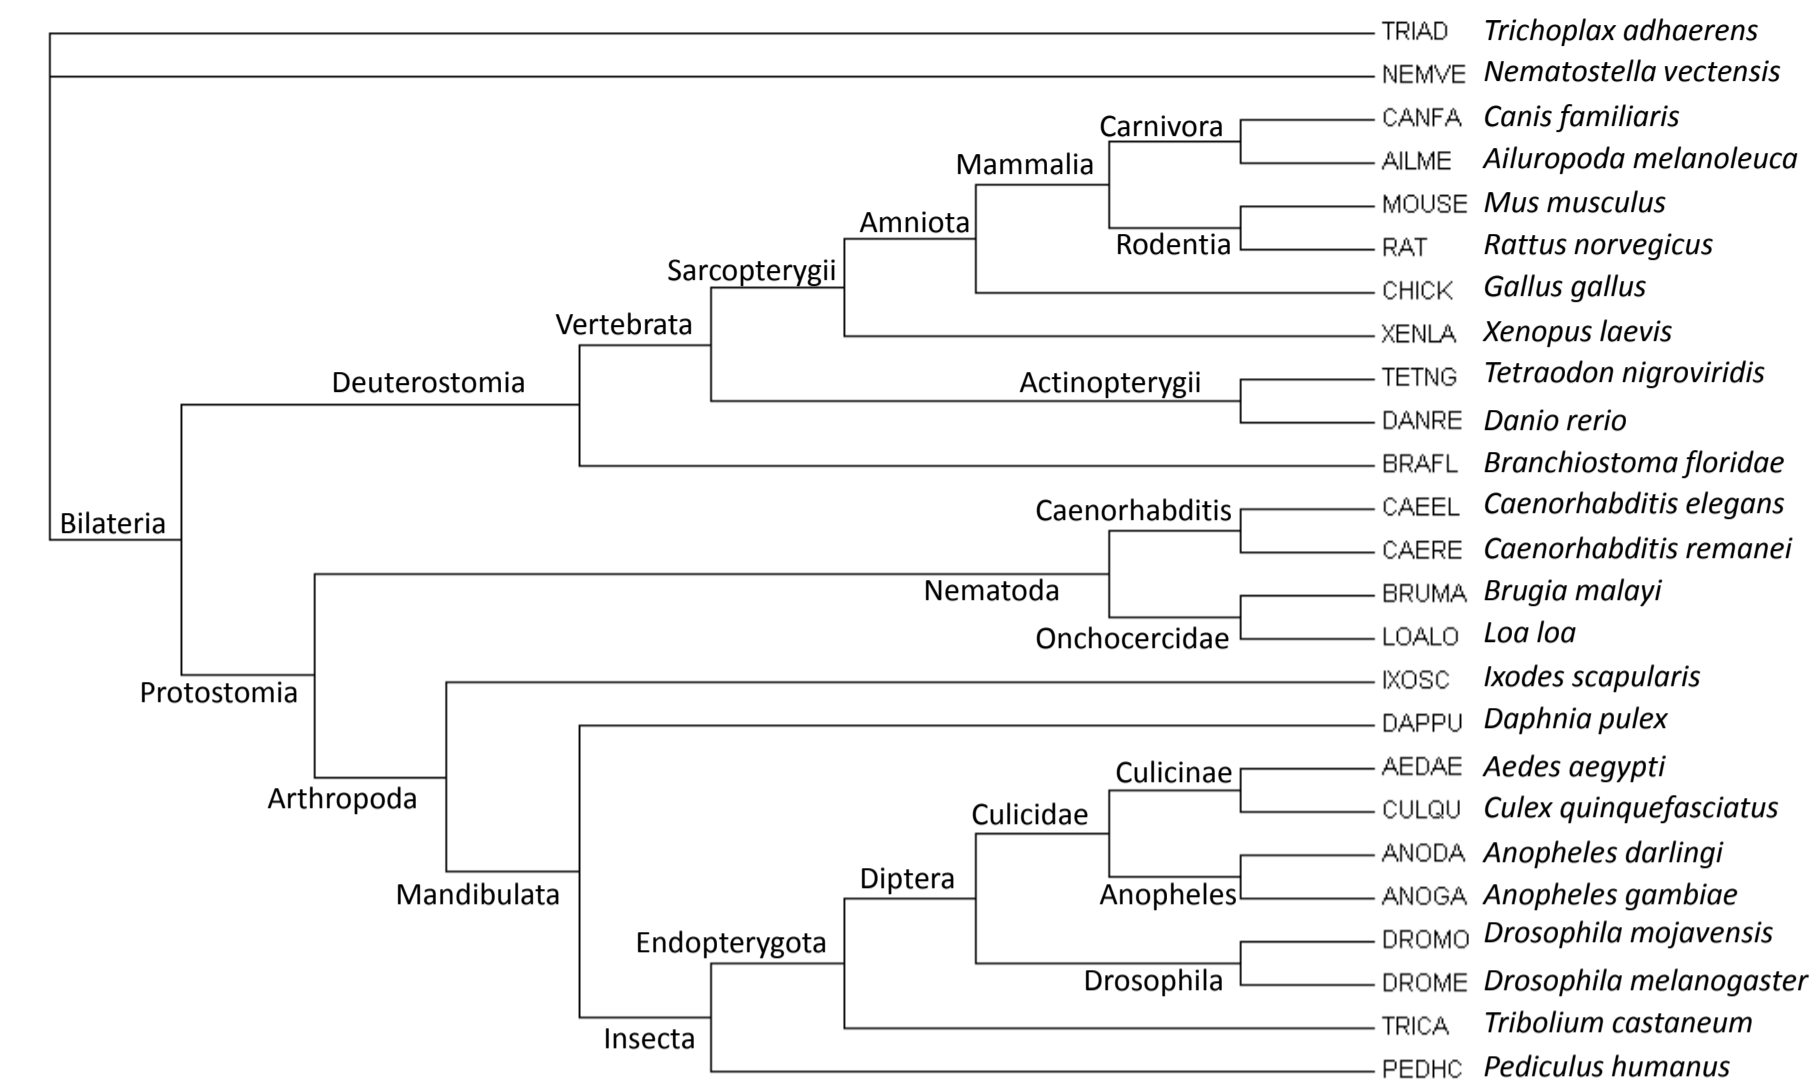 TRIAD Trichoplax adhaerens
NEMVE Nematostella vectensis
CANFA Canis familiaris
Carnivora
AILME Ailuropoda melanoleuca
Mammalia
MOUSE Mus musculus
Amniota
RAT Rattus norvegicus
Rodentia
Sarcopterygii
CHICK Gallus gallus
Vertebrata
XENLA Xenopus laevis
Deuterostomia
Actinopterygii
TETNG Tetraodon nigroviridis
DANRE Danio rerio
BRAFL Branchiostoma floridae
Bilateria
Caenorhabditis
CAEEL Caenorhabditis elegans
CAERE Caenorhabditis remanei
Nematoda
BRUMA Brugia malayi
Onchocercidae
LOALO Loa loa
Protostomia
IXOSC Ixodes scapularis
DAPPU Daphnia pulex
Arthropoda
Culicinae
AEDAE Aedes aegypti
Culicidae
CULQU Culex quinquefasciatus
ANODA Anopheles darlingi
Mandibulata
Diptera
Anopheles
ANOGA Anopheles gambiae
Endopterygota
DROMO Drosophila mojavensis
Drosophila
DROME Drosophila melanogaster
Insecta
TRICA Tribolium castaneum
PEDHC Pediculus humanus